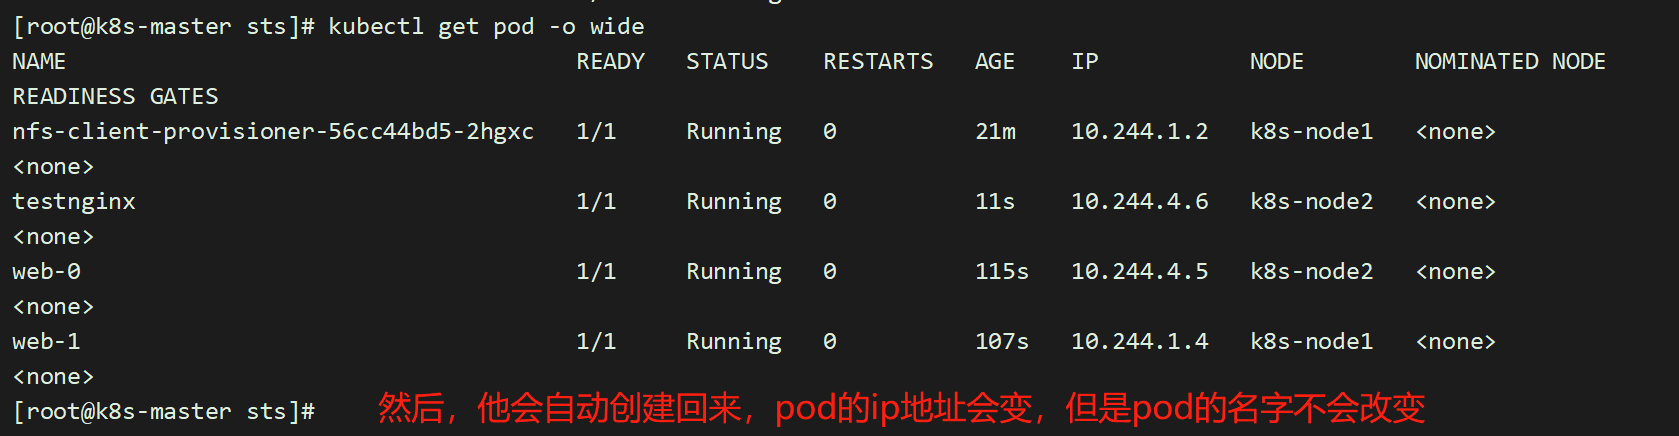 [root@k8s-master sts]# kubectl get pod -o wide
NAME                                     READY   STATUS    RESTARTS   AGE    IP             NODE        NOMINATED NODE
READINESS GATES
nfs-client-provisioner-56cc44bd5-2hgxc   1/1     Running   0          21m    10.244.1.2   k8s-node1   <none>
<none>
testnginx                                1/1     Running   0          11s    10.244.4.6   k8s-node2   <none>
<none>
web-0                                    1/1     Running   0          115s   10.244.4.5   k8s-node2   <none>
<none>
web-1                                    1/1     Running   0          107s   10.244.1.4   k8s-node1   <none>
<none>
[root@k8s-master sts]# 然后，他会自动创建回来，pod的ip地址会变，但是pod的名字不会改变